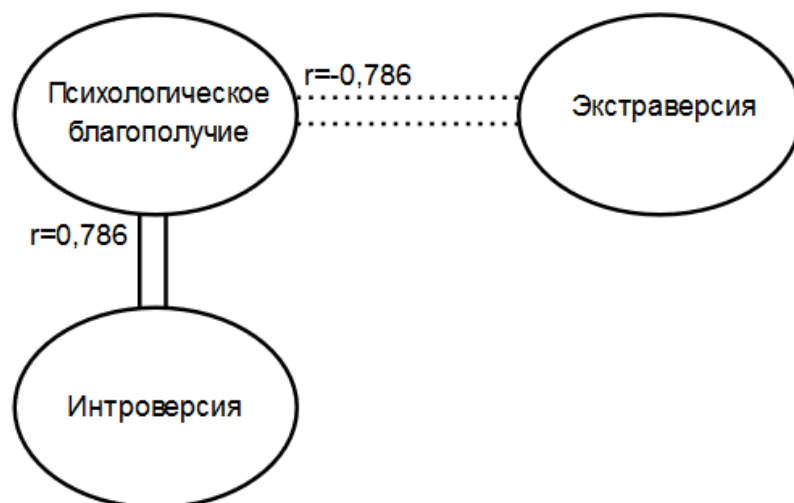 Психологическое
благополучие
r=-0,786
Экстраверсия
r=0,786
Интроверсия